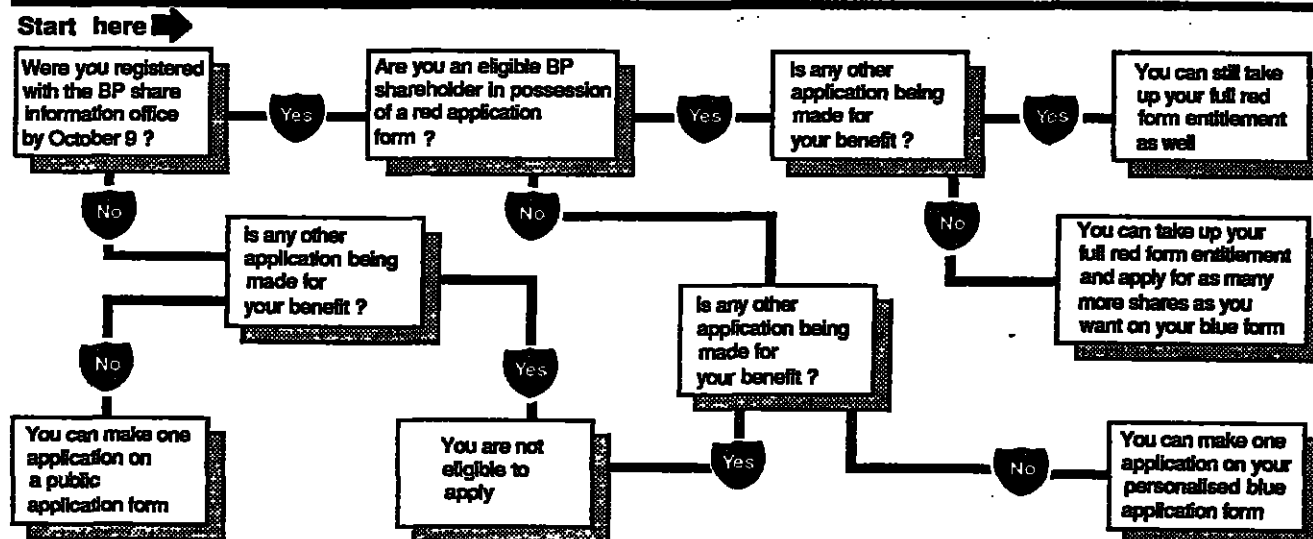 Start here
Were you registered
with the BP share
information office
by October 9 ?
Yes
Are you an eligible BP
shareholder in possession
of a red application
form ?
Yes
Is any other
application being
made for
your benefit ?
Yes
You can still take
up your full red
form entitlement
as well
No
No
No
is any other
application being
made for
your benefit ?
You can take up your
full red form entitlement
and apply for as many
more shares as you
want on your blue form
Is any other
application being
made for
your benefit ?
No
Yes
You can make one
application on
a public
application form
You are not
eligible to
apply
Yes
No
You can make one
application on your
personalised blue
application form